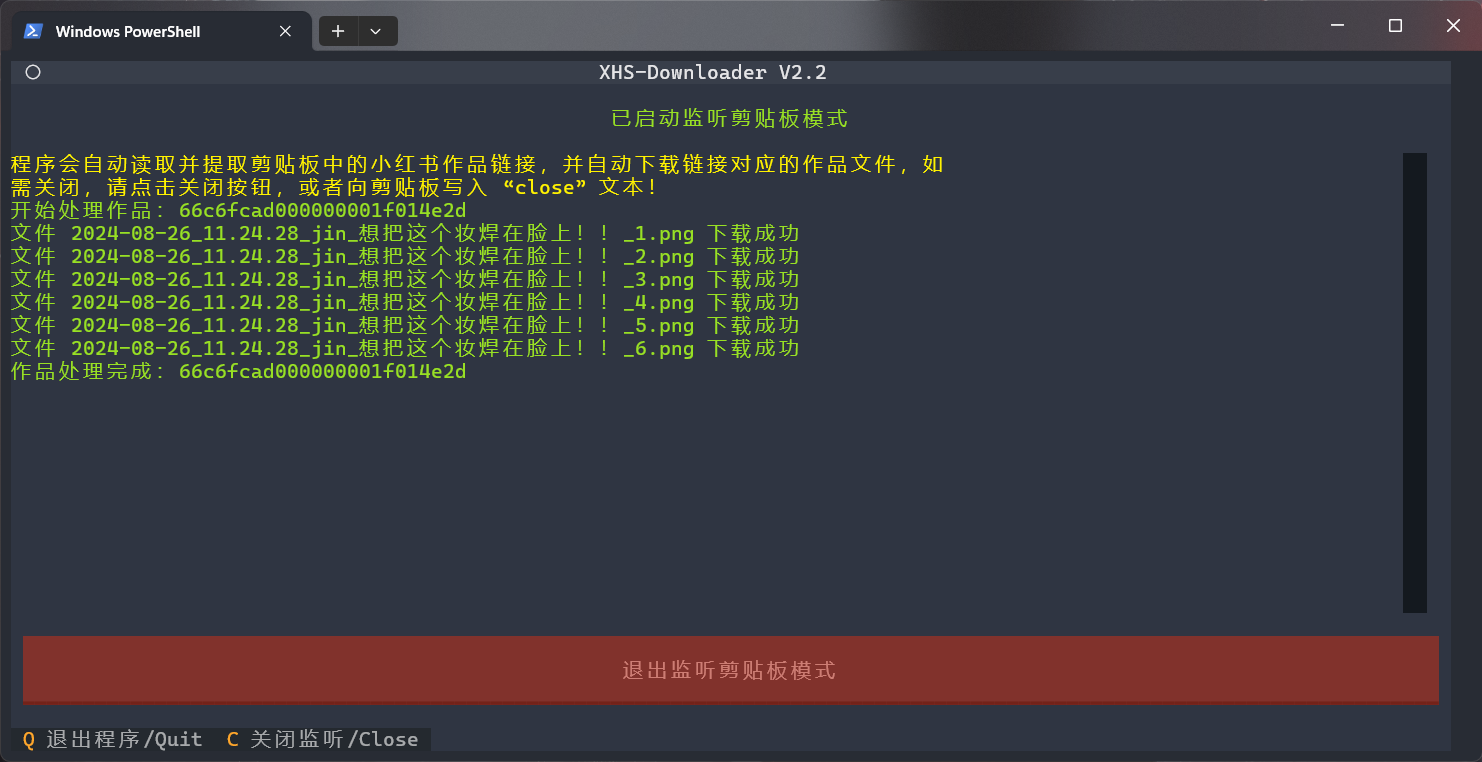 Windows PowerShell
XHS-Downloader V2.2
已启动监听剪贴板模式
程序会自动读取并提取剪贴板中的小红书作品链接，并自动下载链接对应的作品文件，如
需关闭，请点击关闭按钮，或者向剪贴板写入 “close” 文本！
开始处理作品：66c6fcad000000001f014e2d
文件 2024-08-26_11.24.28_jin_想把这个妆焊在脸上！！_1.png 下载成功
文件 2024-08-26_11.24.28_jin_想把这个妆焊在脸上！！_2.png 下载成功
文件 2024-08-26_11.24.28_jin_想把这个妆焊在脸上！！_3.png 下载成功
文件 2024-08-26_11.24.28_jin_想把这个妆焊在脸上！！_4.png 下载成功
文件 2024-08-26_11.24.28_jin_想把这个妆焊在脸上！！_5.png 下载成功
文件 2024-08-26_11.24.28_jin_想把这个妆焊在脸上！！_6.png 下载成功
作品处理完成：66c6fcad000000001f014e2d
退出监听剪贴板模式
Q 退出程序/Quit C 关闭监听/Close